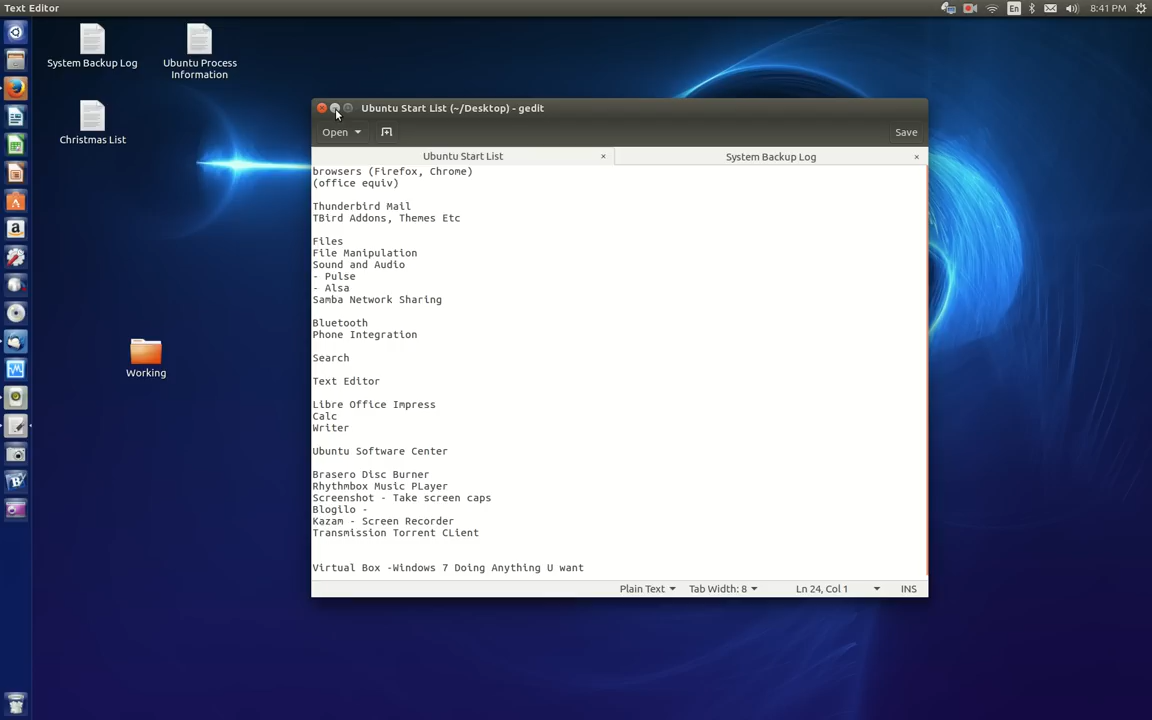 Text Editor
En
8:41 PM
System Backup Log
Ubuntu Process
Information
Christmas List
Working
Ubuntu Start List (~/Desktop) - gedit
Open
Save
Ubuntu Start List
×
System Backup Log
×
browsers (Firefox, Chrome)
(office equiv)
Thunderbird Mail
TBird Addons, Themes Etc
Files
File Manipulation
Sound and Audio
- Pulse
- Alsa
Samba Network Sharing
Bluetooth
Phone Integration
Search
Text Editor
Libre Office Impress
Calc
Writer
Ubuntu Software Center
Brasero Disc Burner
Rhythmbox Music PLayer
Screenshot - Take screen caps
Blogilo -
Kazam - Screen Recorder
Transmission Torrent CLient
Virtual Box -Windows 7 Doing Anything U want
Plain Text
Tab Width: 8
Ln 24, Col 1
INS